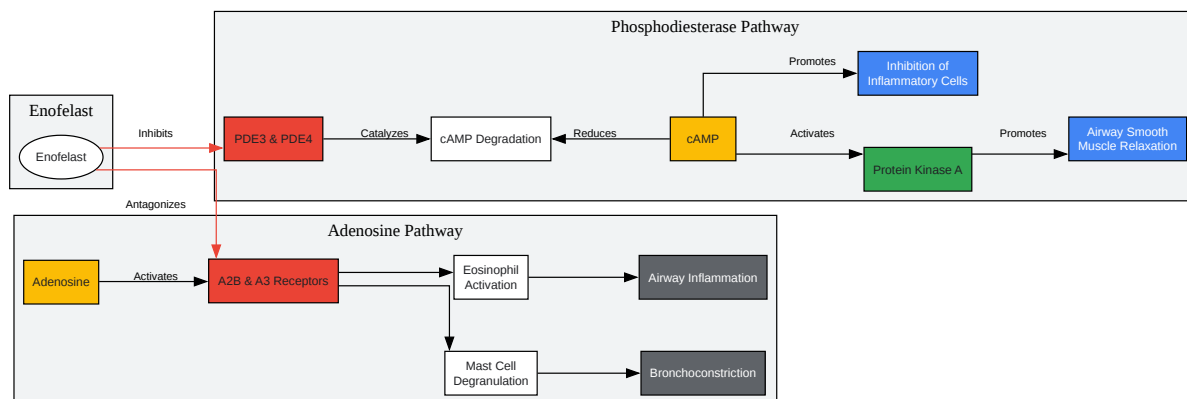 Phosphodiesterase Pathway
Promotes
Inhibition of
Inflammatory Cells
Enofelast
Enofelast
Inhibits
PDE3 & PDE4
Catalyzes
cAMP Degradation
Reduces
cAMP
Activates
Protein Kinase A
Promotes
Airway Smooth
Muscle Relaxation
Antagonizes
Adenosine Pathway
Adenosine
Activates
A2B & A3 Receptors
Eosinophil
Activation
Airway Inflammation
Mast Cell
Degranulation
Bronchoconstriction